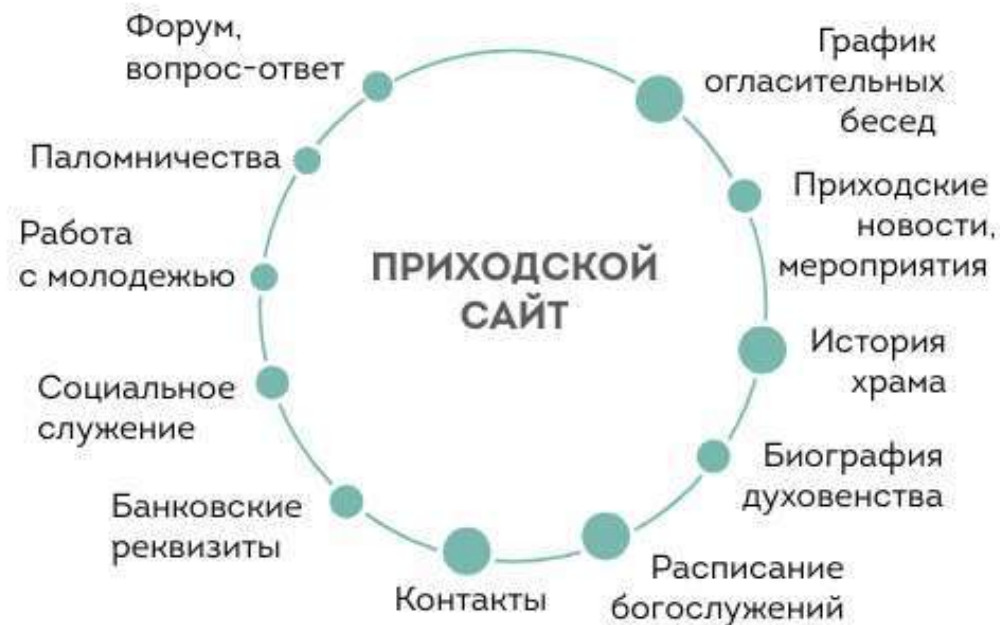 Форум,
вопрос-ответ
График
огласительных
бесед
Паломничества
Приходские
новости,
мероприятия
Работа
с молодежью
ПРИХОДСКОЙ
САЙТ
История
храма
Социальное
служение
Биография
духовенства
Банковские
реквизиты
Контакты
Расписание
богослужений